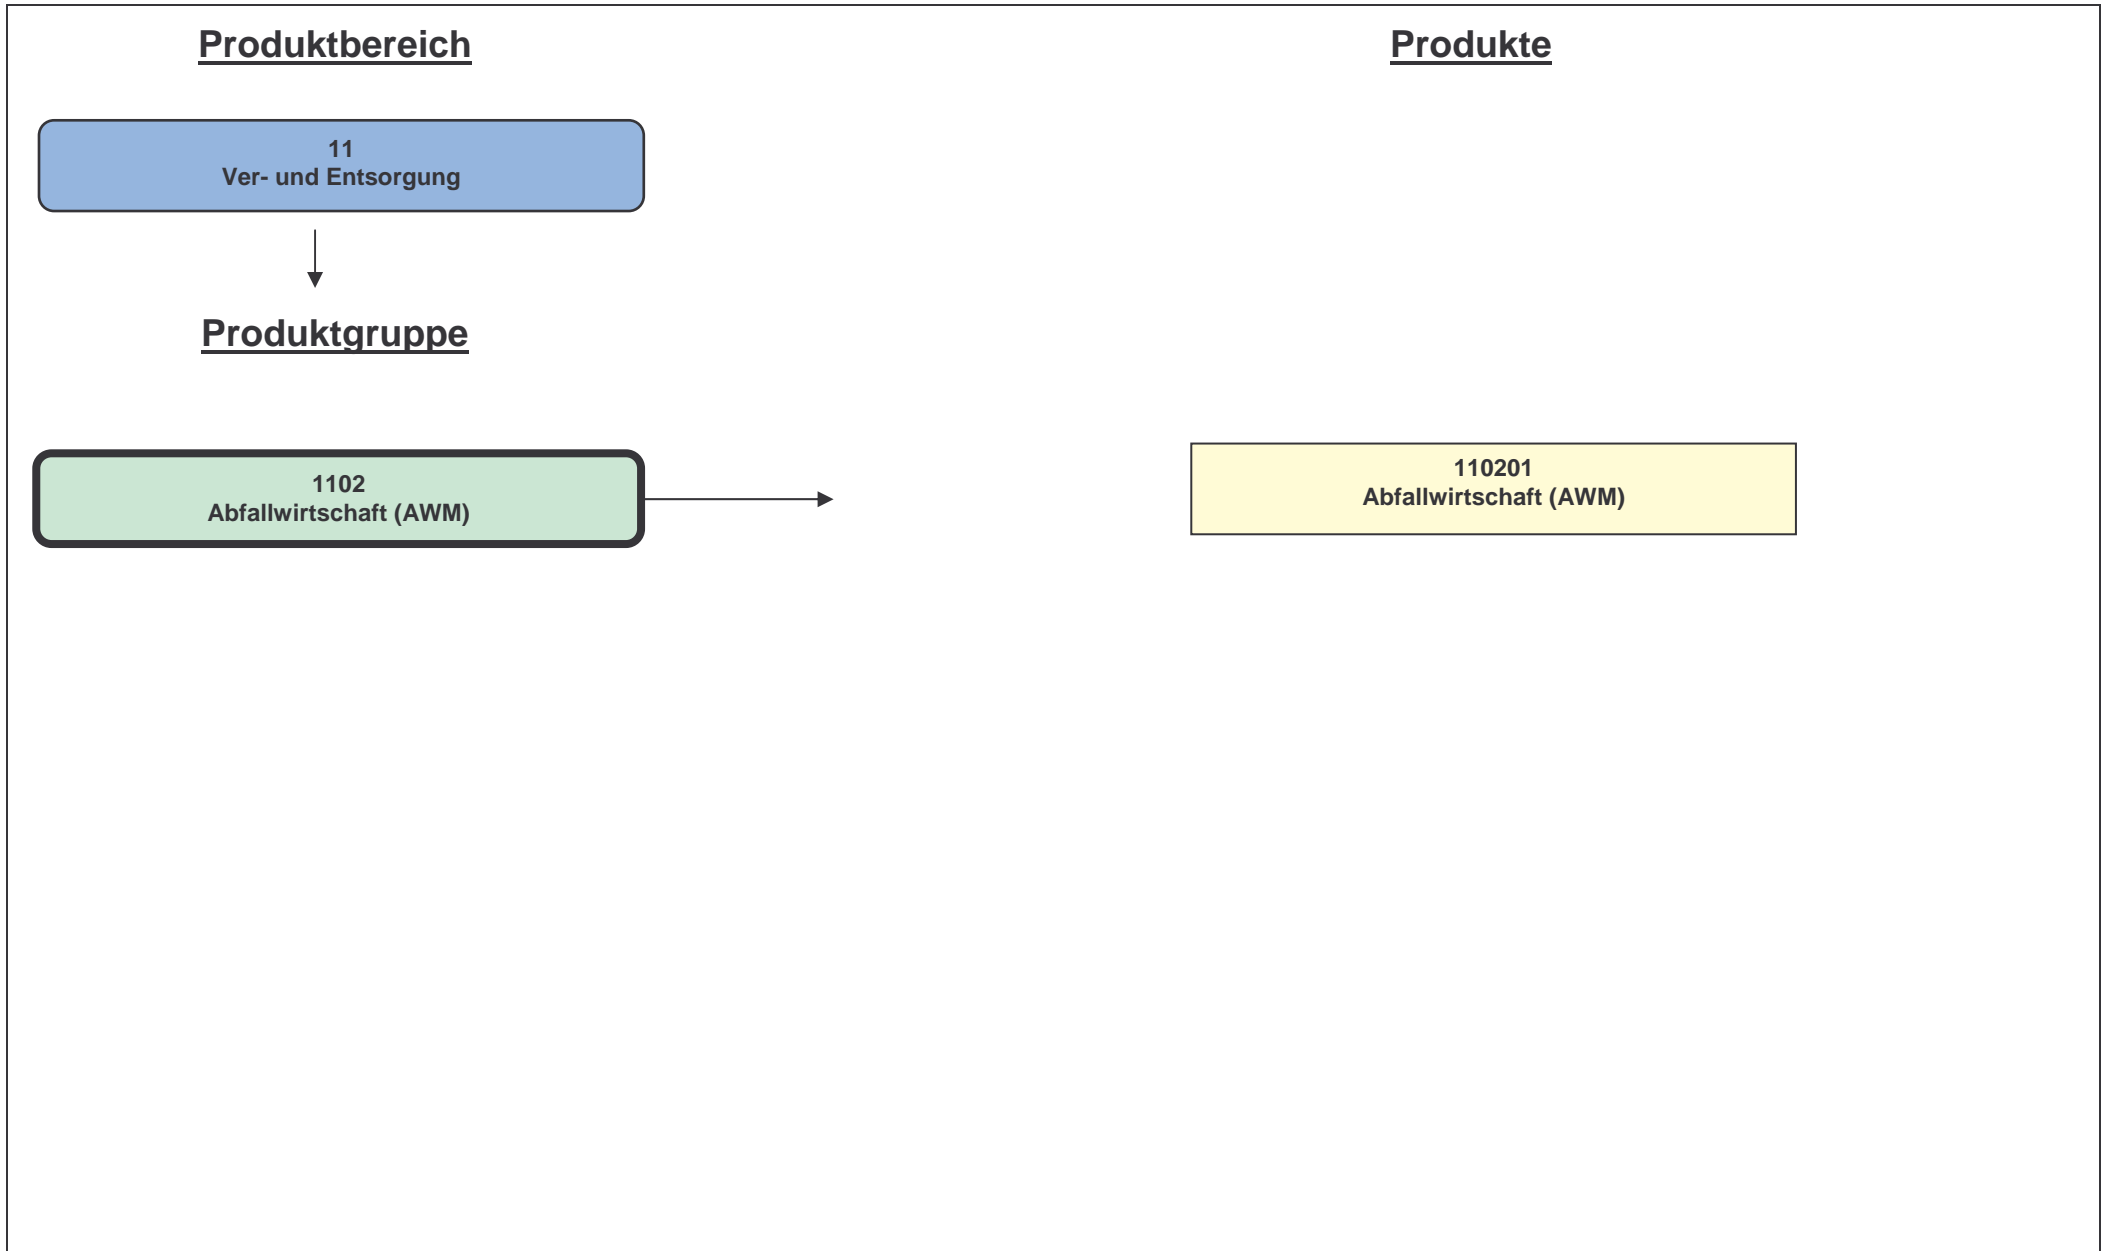 Produktbereich
Produkte
11
Ver- und Entsorgung
Produktgruppe
1102
Abfallwirtschaft (AWM)
110201
Abfallwirtschaft (AWM)